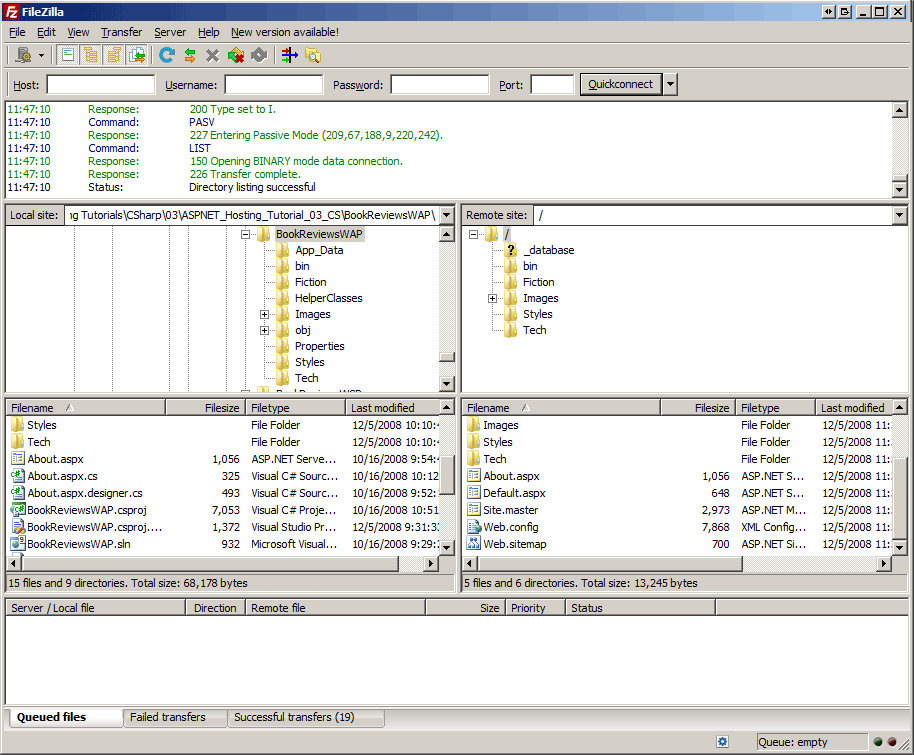 FileZilla
File Edit View Transfer Server Help New version available!
Host: Username: Password: Port: Quickconnect
11:47:10 Response: 200 Type set to I.
11:47:10 Command: PASV
11:47:10 Response: 227 Entering Passive Mode (209,67,188,9,220,242).
11:47:10 Command: LIST
11:47:10 Response: 150 Opening BINARY mode data connection.
11:47:10 Response: 226 Transfer complete.
11:47:10 Status: Directory listing successful
Local site: ng Tutorials\CSharp\03\ASPNET_Hosting_Tutorial_03_CS\BookReviewsWAP\
BookReviewsWAP
App_Data
bin
Fiction
HelperClasses
Images
obj
Properties
Styles
Tech
Remote site: /
/
? _database
bin
Fiction
Images
Styles
Tech
Filename Filesize Filetype Last modified
Styles File Folder 12/5/2008 10:10:4
Tech File Folder 12/5/2008 10:10:4
About.aspx 1,056 ASP.NET Serve... 10/16/2008 9:54:4
About.aspx.cs 325 Visual C# Sourc... 10/16/2008 10:12
About.aspx.designer.cs 493 Visual C# Sourc... 10/16/2008 9:52:
BookReviewsWAP.csproj 7,053 Visual C# Proje... 10/16/2008 10:51
BookReviewsWAP.csproj.... 1,372 Visual Studio Pr... 12/5/2008 9:31:33
BookReviewsWAP.sln 932 Microsoft Visual... 10/16/2008 9:29:
15 files and 9 directories. Total size: 68,178 bytes
Filename Filesize Filetype Last modified
Images File Folder 12/5/2008 11:
Styles File Folder 12/5/2008 11:
Tech File Folder 12/5/2008 11:
About.aspx 1,056 ASP.NET S... 12/5/2008 11:
Default.aspx 648 ASP.NET S... 12/5/2008 11:
Site.master 2,973 ASP.NET M... 12/5/2008 11:
Web.config 7,868 XML Config... 12/5/2008 11:
Web.sitemap 700 ASP.NET Si... 12/5/2008 11:
5 files and 6 directories. Total size: 13,245 bytes
Server / Local file Direction Remote file Size Priority Status
Queued files Failed transfers Successful transfers (19)
Queue: empty